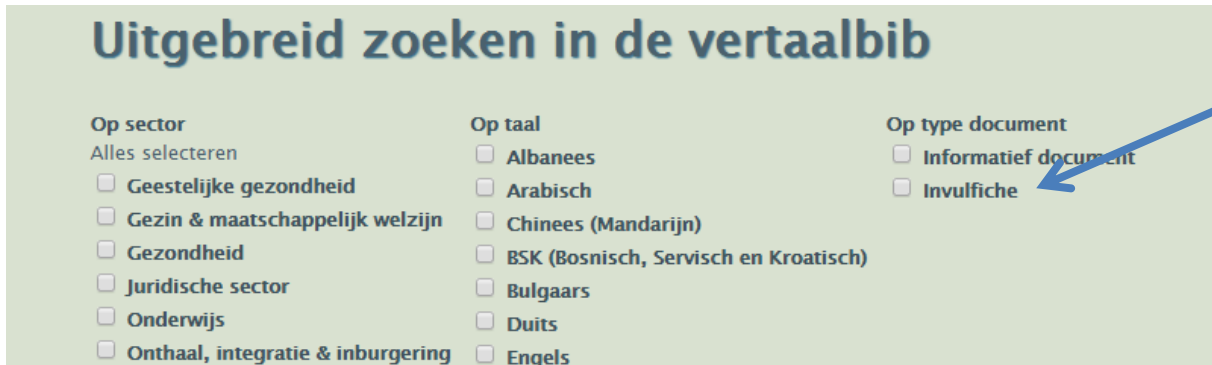 Uitgebreid zoeken in de vertaalbib
Op sector
Alles selecteren
Geestelijke gezondheid
Gezin & maatschappelijk welzijn
Gezondheid
Juridische sector
Onderwijs
Onthaal, integratie & inburgering
Op taal
Albanees
Arabisch
Chinees (Mandarijn)
BSK (Bosnisch, Servisch en Kroatisch)
Bulgaars
Duits
Engels
Op type document
Informatief document
Invulfiche